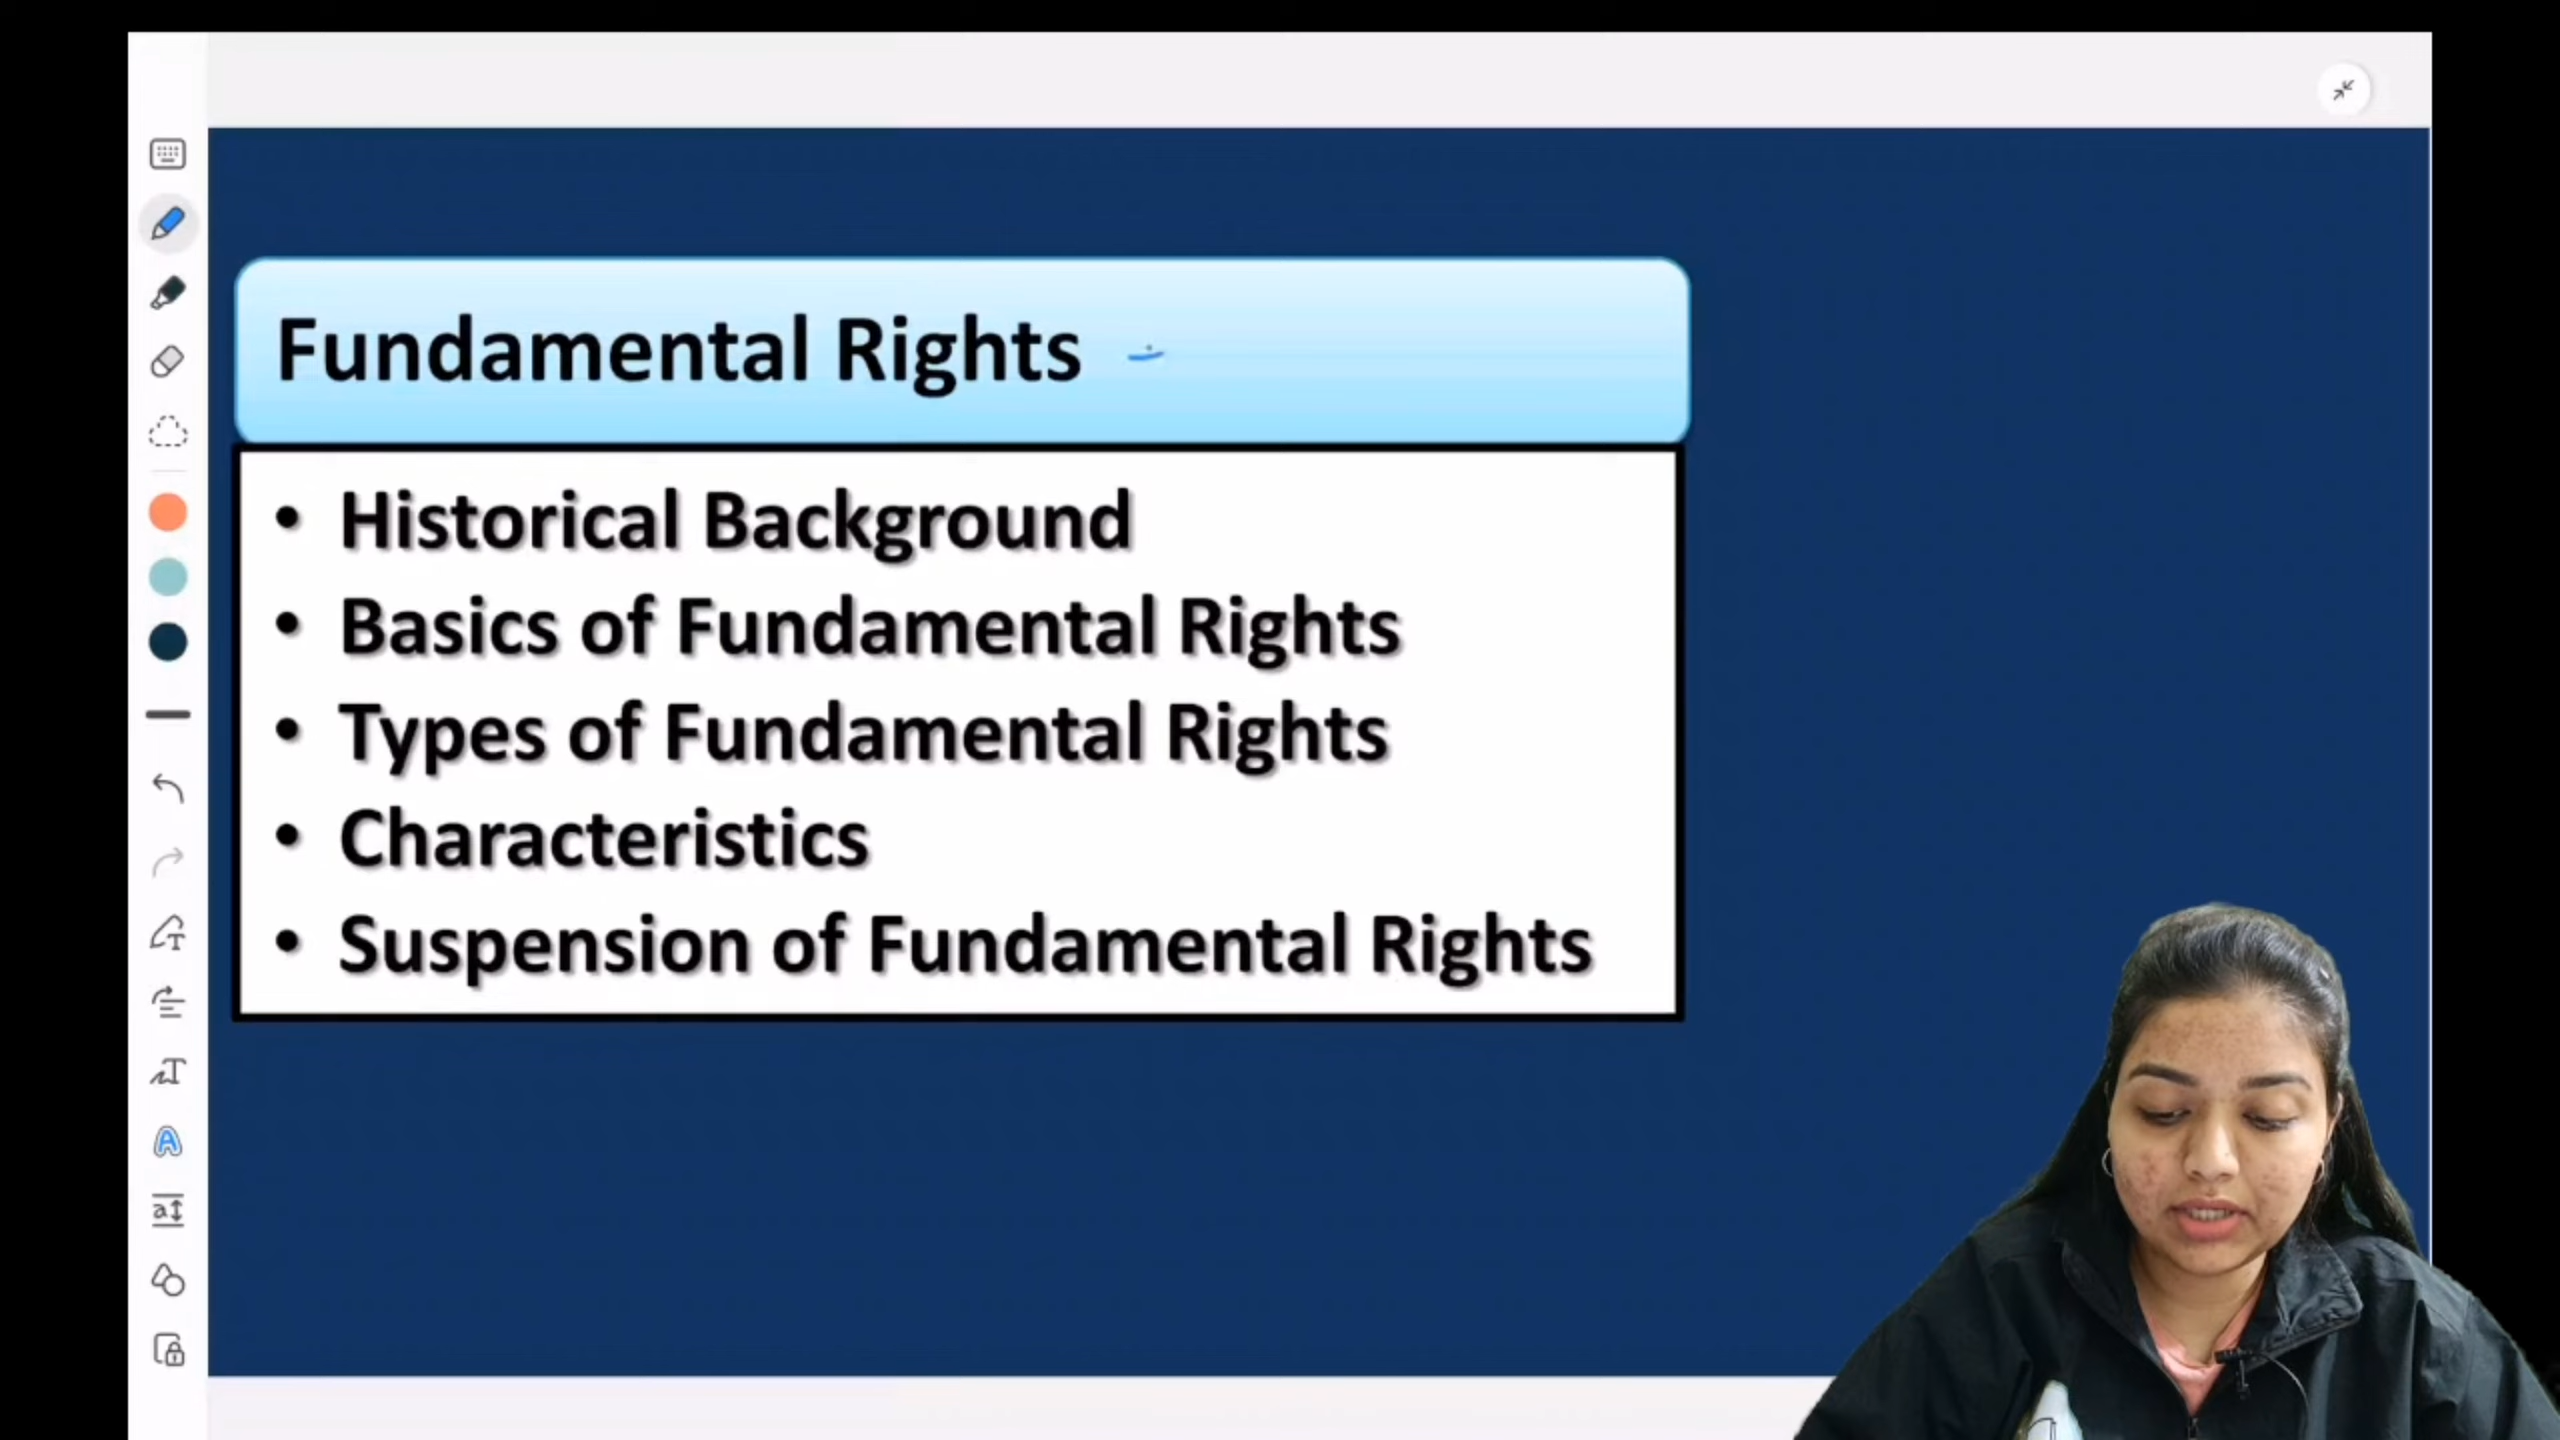 Fundamental Rights
• Historical Background
• Basics of Fundamental Rights
• Types of Fundamental Rights
• Characteristics
• Suspension of Fundamental Rights